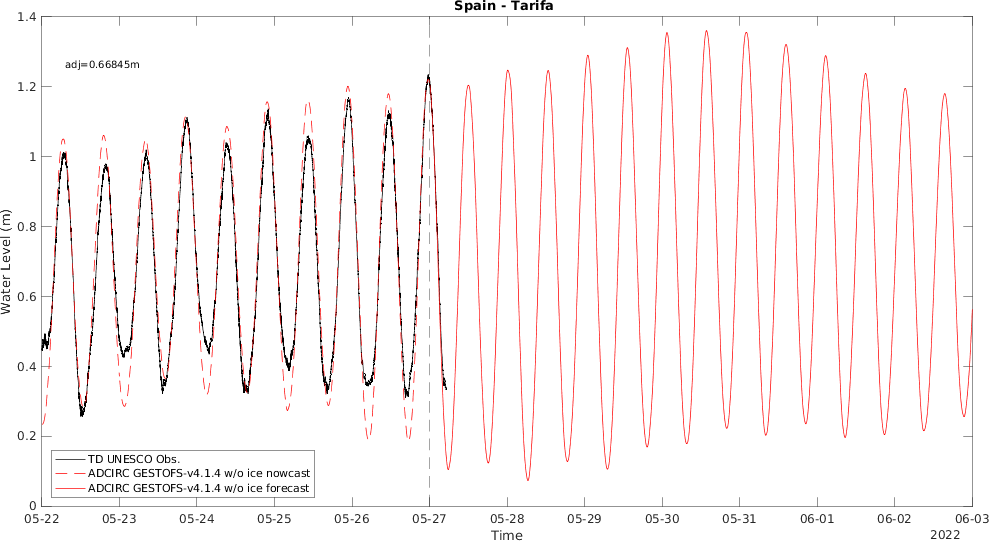 Spain - Tarifa
adj=0.66845m
Water Level (m)
1.4
1.2
1
0.8
0.6
0.4
0.2
0
TD UNESCO Obs.
ADCIRC GESTOFS-v4.1.4 w/o ice nowcast
ADCIRC GESTOFS-v4.1.4 w/o ice forecast
05-22 05-23 05-24 05-25 05-26 05-27 05-28 05-29 05-30 05-31 06-01 06-02 06-03
Time
2022